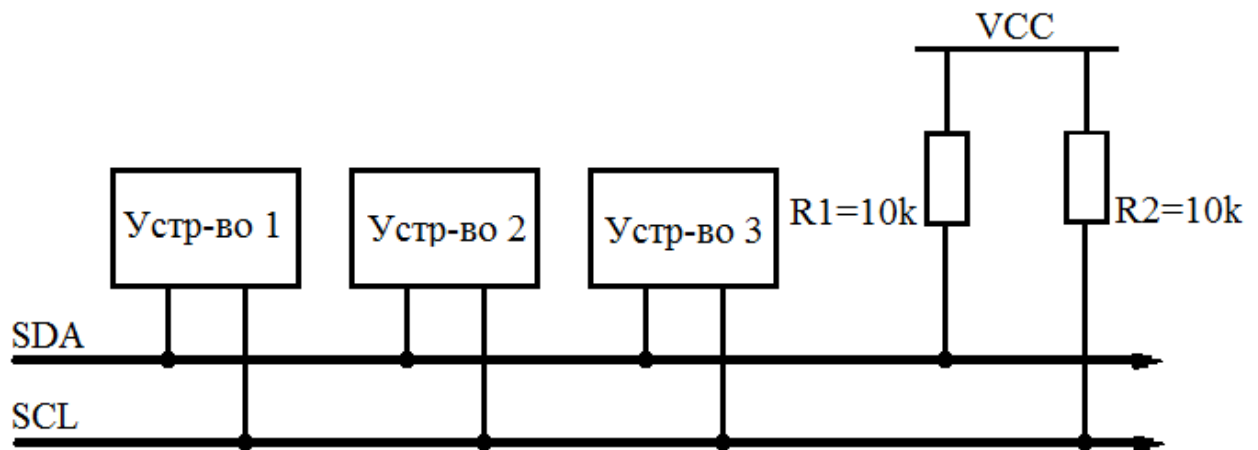 VCC
Устр-во 1
Устр-во 2
Устр-во 3
R1=10k
R2=10k
SDA
SCL